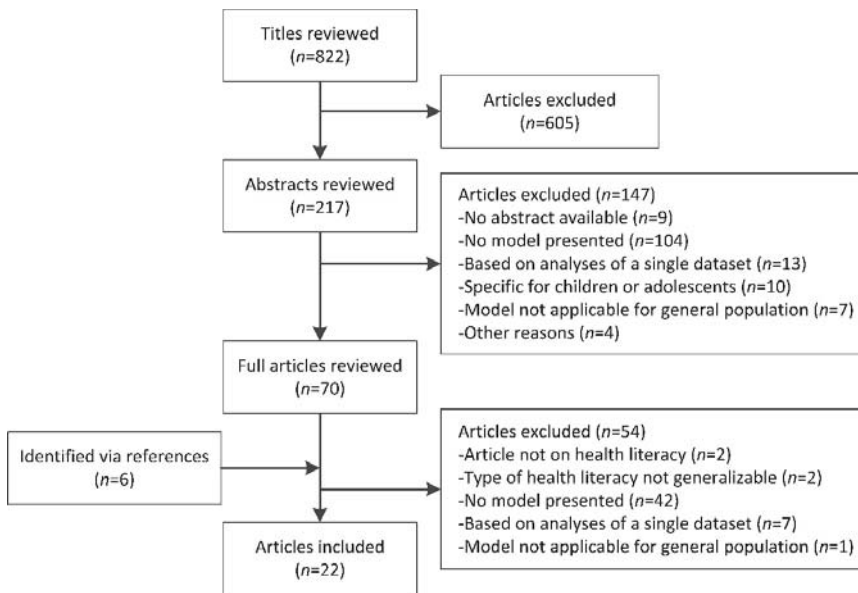 Titles reviewed
(n=822)
Articles excluded
(n=605)
Abstracts reviewed
(n=217)
Articles excluded (n=147)
-No abstract available (n=9)
-No model presented (n=104)
-Based on analyses of a single dataset (n=13)
-Specific for children or adolescents (n=10)
-Model not applicable for general population (n=7)
-Other reasons (n=4)
Full articles reviewed
(n=70)
Identified via references
(n=6)
Articles excluded (n=54)
-Article not on health literacy (n=2)
-Type of health literacy not generalizable (n=2)
-No model presented (n=42)
-Based on analyses of a single dataset (n=7)
-Model not applicable for general population (n=1)
Articles included
(n=22)